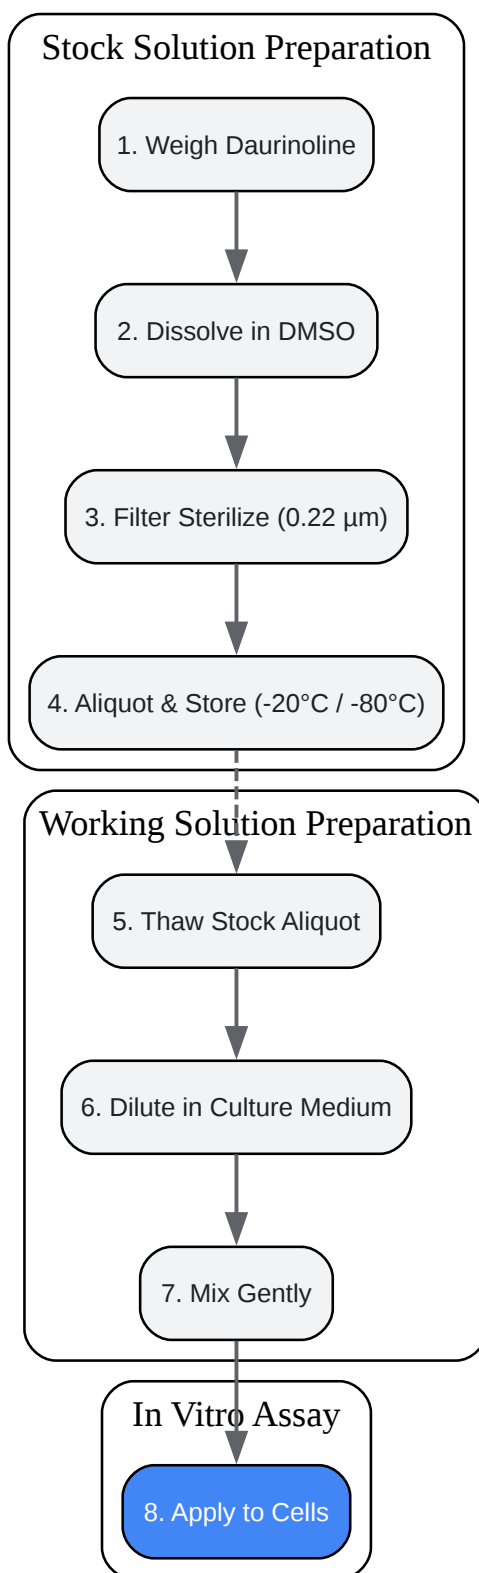 Stock Solution Preparation
1. Weigh Daurinoline
2. Dissolve in DMSO
3. Filter Sterilize (0.22 µm)
4. Aliquot & Store (-20°C / -80°C)
Working Solution Preparation
5. Thaw Stock Aliquot
6. Dilute in Culture Medium
7. Mix Gently
In Vitro Assay
8. Apply to Cells